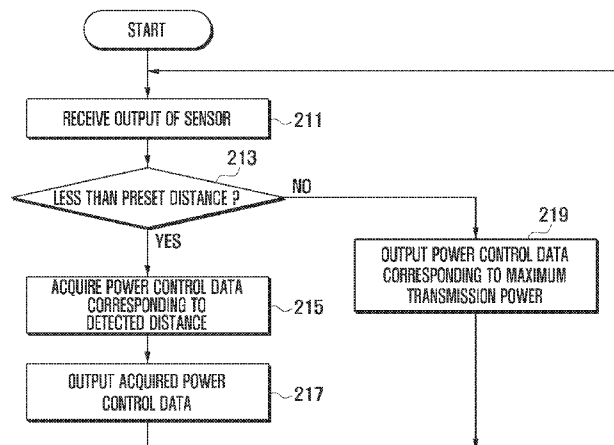 START
RECEIVE OUTPUT OF SENSOR
211
213
LESS THAN PRESET DISTANCE ?
NO
YES
219
OUTPUT POWER CONTROL DATA
CORRESPONDING TO MAXIMUM
TRANSMISSION POWER
ACQUIRE POWER CONTROL DATA
CORRESPONDING TO
DETECTED DISTANCE
215
OUTPUT ACQUIRED POWER
CONTROL DATA
217